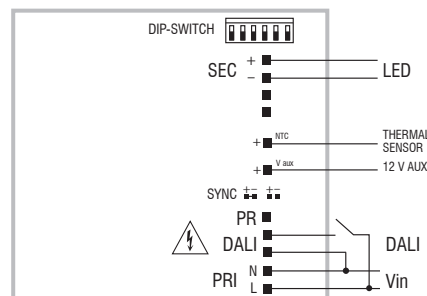 DIP-SWITCH
SEC + LED
−
+ NTC THERMAL
SENSOR
+ V aux 12 V AUX
SYNC + − + −
PR
DALI DALI
PRI N Vin
L